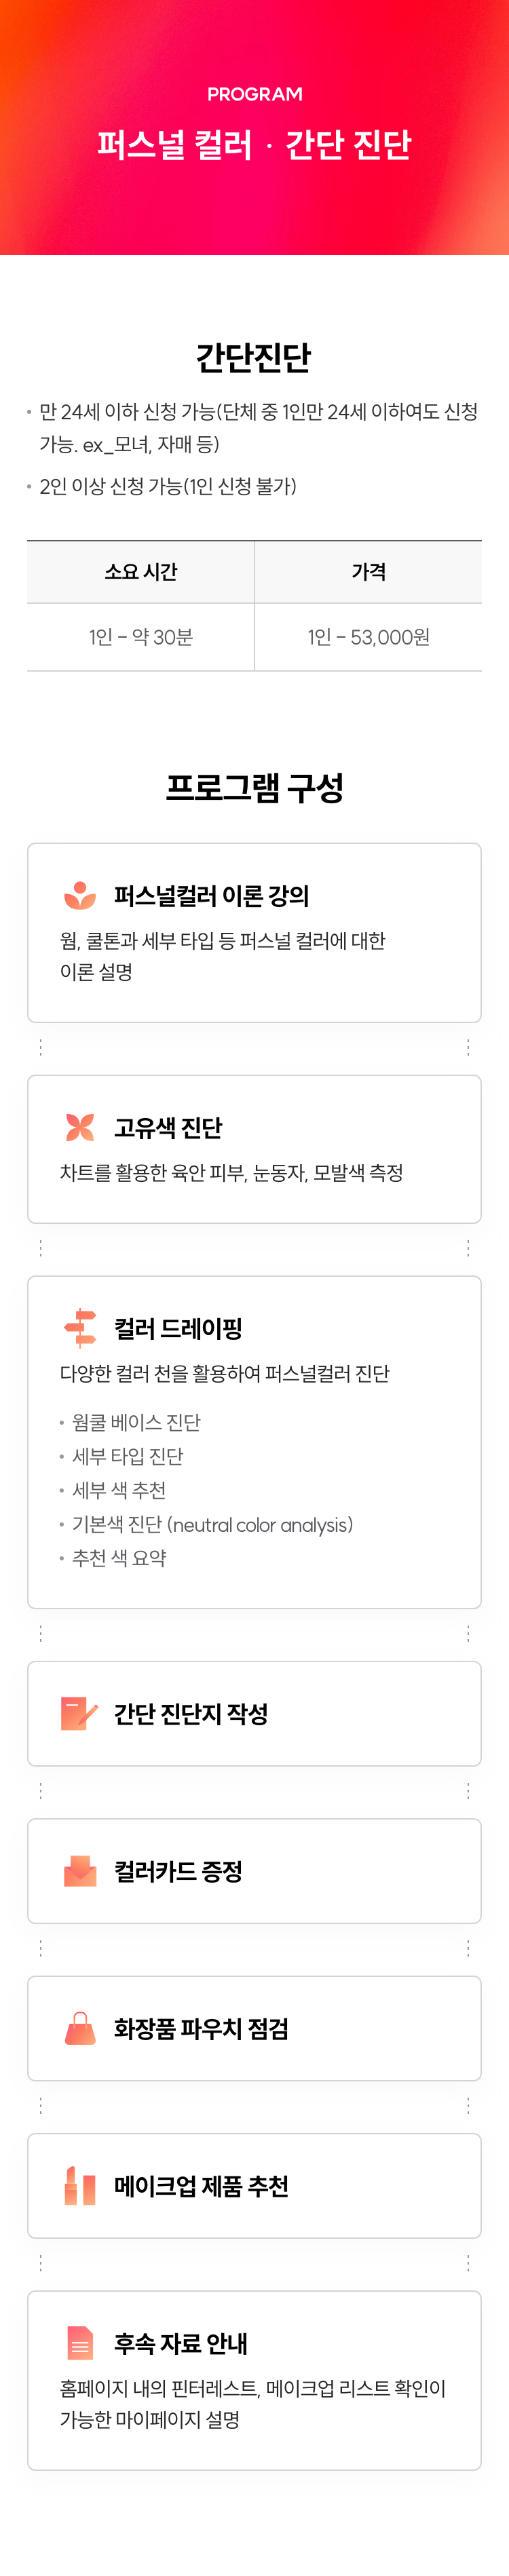 PROGRAM
퍼스널 컬러 · 간단 진단
간단진단
• 만 24세 이하 신청 가능(단체 중 1인만 24세 이하여도 신청
가능. ex_모녀, 자매 등)
• 2인 이상 신청 가능(1인 신청 불가)
소요 시간 가격
1인 – 약 30분 1인 – 53,000원
프로그램 구성
퍼스널컬러 이론 강의
웜, 쿨톤과 세부 타입 등 퍼스널 컬러에 대한
이론 설명
고유색 진단
차트를 활용한 육안 피부, 눈동자, 모발색 측정
컬러 드레이핑
다양한 컬러 천을 활용하여 퍼스널컬러 진단
• 웜쿨 베이스 진단
• 세부 타입 진단
• 세부 색 추천
• 기본색 진단 (neutral color analysis)
• 추천 색 요약
간단 진단지 작성
컬러카드 증정
화장품 파우치 점검
메이크업 제품 추천
후속 자료 안내
홈페이지 내의 핀터레스트, 메이크업 리스트 확인이
가능한 마이페이지 설명